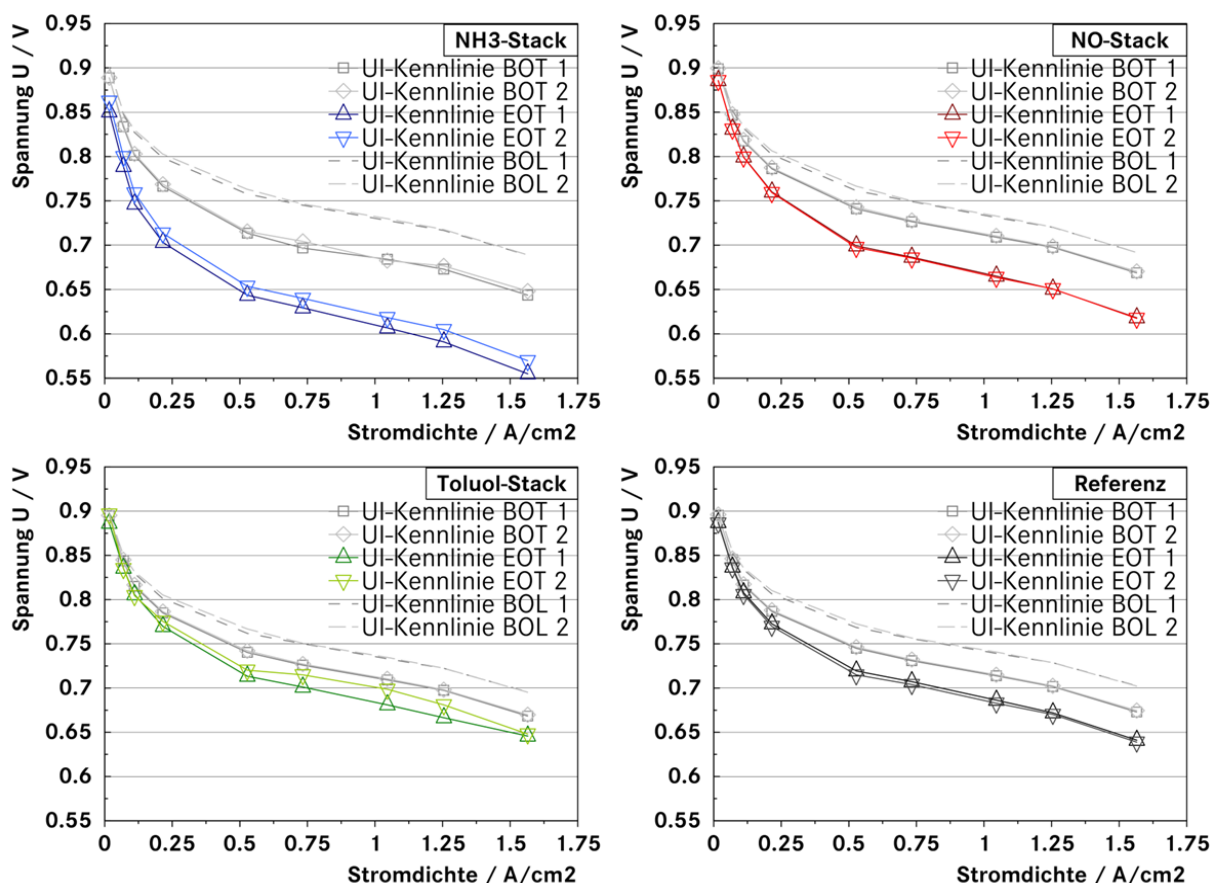 NH3-Stack
UI-Kennlinie BOT 1
UI-Kennlinie BOT 2
UI-Kennlinie EOT 1
UI-Kennlinie EOT 2
UI-Kennlinie BOL 1
UI-Kennlinie BOL 2
Spannung U / V
0.95
0.9
0.85
0.8
0.75
0.7
0.65
0.6
0.55
0 0.25 0.5 0.75 1 1.25 1.5 1.75
Stromdichte / A/cm2
NO-Stack
UI-Kennlinie BOT 1
UI-Kennlinie BOT 2
UI-Kennlinie EOT 1
UI-Kennlinie EOT 2
UI-Kennlinie BOL 1
UI-Kennlinie BOL 2
Spannung U / V
0.95
0.9
0.85
0.8
0.75
0.7
0.65
0.6
0.55
0 0.25 0.5 0.75 1 1.25 1.5 1.75
Stromdichte / A/cm2
Toluol-Stack
UI-Kennlinie BOT 1
UI-Kennlinie BOT 2
UI-Kennlinie EOT 1
UI-Kennlinie EOT 2
UI-Kennlinie BOL 1
UI-Kennlinie BOL 2
Spannung U / V
0.95
0.9
0.85
0.8
0.75
0.7
0.65
0.6
0.55
0 0.25 0.5 0.75 1 1.25 1.5 1.75
Stromdichte / A/cm2
Referenz
UI-Kennlinie BOT 1
UI-Kennlinie BOT 2
UI-Kennlinie EOT 1
UI-Kennlinie EOT 2
UI-Kennlinie BOL 1
UI-Kennlinie BOL 2
Spannung U / V
0.95
0.9
0.85
0.8
0.75
0.7
0.65
0.6
0.55
0 0.25 0.5 0.75 1 1.25 1.5 1.75
Stromdichte / A/cm2